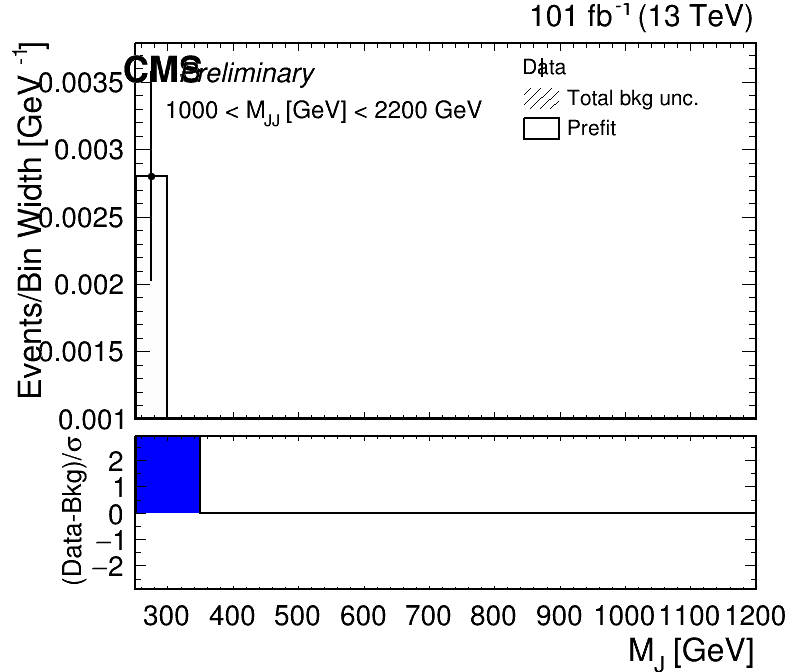 101 fb⁻¹ (13 TeV)
CMS Preliminary
1000 < M_JJ [GeV] < 2200 GeV
Data
Total bkg unc.
Prefit
Events/Bin Width [GeV⁻¹]
0.0035
0.003
0.0025
0.002
0.0015
0.001
(Data-Bkg)/σ
2
1
0
−1
−2
300 400 500 600 700 800 900 1000 1100 1200
M_J [GeV]